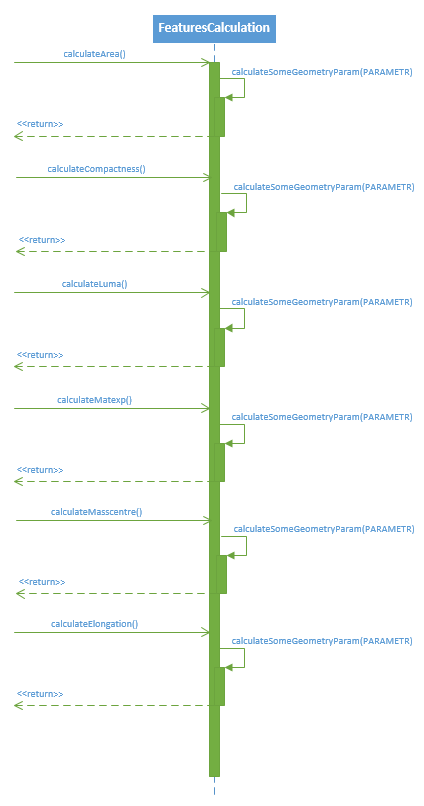 FeaturesCalculation
calculateArea()
calculateSomeGeometryParam(PARAMETR)
<<return>>
calculateCompactness()
calculateSomeGeometryParam(PARAMETR)
<<return>>
calculateLuma()
calculateSomeGeometryParam(PARAMETR)
<<return>>
calculateMatexp()
calculateSomeGeometryParam(PARAMETR)
<<return>>
calculateMasscentre()
calculateSomeGeometryParam(PARAMETR)
<<return>>
calculateElongation()
calculateSomeGeometryParam(PARAMETR)
<<return>>